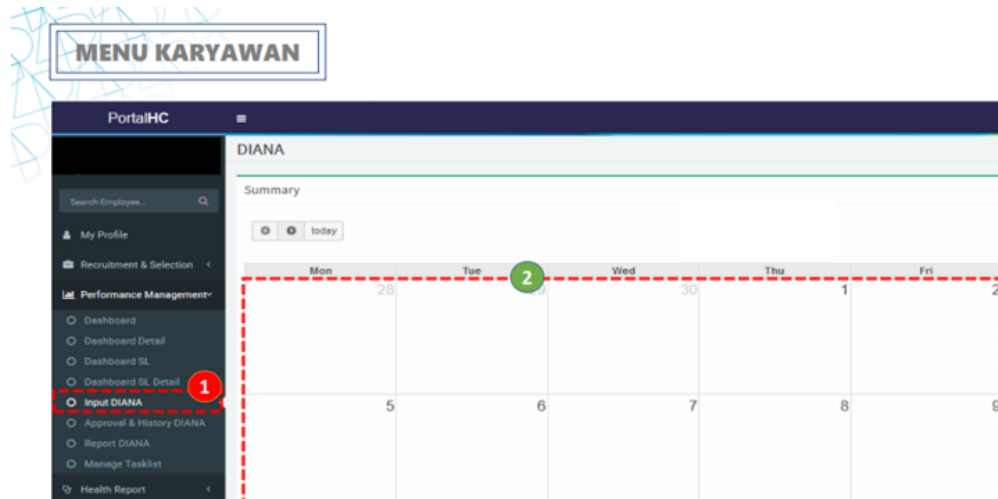 MENU KARYAWAN
PortalHC
DIANA
Summary
Search Employee...
today
My Profile
Recruitment & Selection
Performance Management
Mon Tue Wed Thu Fri
2
28 29 30 1 2
Dashboard
Dashboard Detail
Dashboard SL
Dashboard SL Detail
1
Input DIANA
5 6 7 8 9
Approval & History DIANA
Report DIANA
Manage Tasklist
Health Report